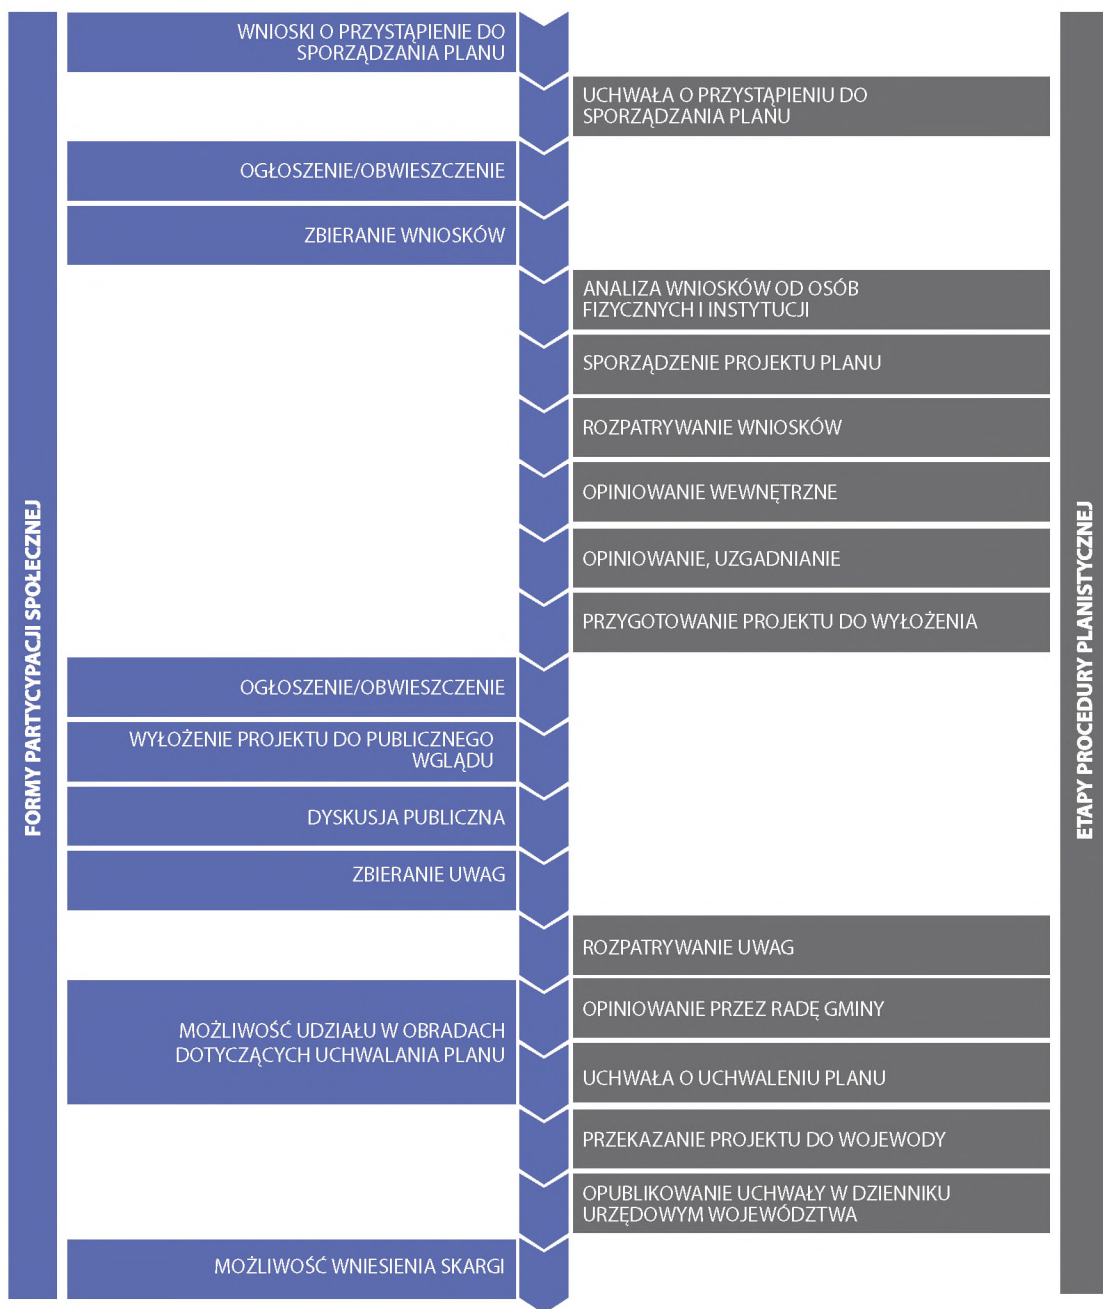 FORMY PARTYCYPACJI SPOŁECZNEJ
WNIOSKI O PRZYSTĄPIENIE DO
SPORZĄDZANIA PLANU
UCHWAŁA O PRZYSTĄPIENIU DO
SPORZĄDZANIA PLANU
OGŁOSZENIE/OBWIESZCZENIE
ZBIERANIE WNIOSKÓW
ANALIZA WNIOSKÓW OD OSÓB
FIZYCZNYCH I INSTYTUCJI
SPORZĄDZENIE PROJEKTU PLANU
ROZPATRYWANIE WNIOSKÓW
OPINIOWANIE WEWNĘTRZNE
OPINIOWANIE, UZGADNIANIE
PRZYGOTOWANIE PROJEKTU DO WYŁOŻENIA
OGŁOSZENIE/OBWIESZCZENIE
WYŁOŻENIE PROJEKTU DO PUBLICZNEGO
WGLĄDU
DYSKUSJA PUBLICZNA
ZBIERANIE UWAG
ROZPATRYWANIE UWAG
MOŻLIWOŚĆ UDZIAŁU W OBRADACH
DOTYCZĄCYCH UCHWALANIA PLANU
OPINIOWANIE PRZEZ RADĘ GMINY
UCHWAŁA O UCHWALENIU PLANU
PRZEKAZANIE PROJEKTU DO WOJEWODY
OPUBLIKOWANIE UCHWAŁY W DZIENNIKU
URZĘDOWYM WOJEWÓDZTWA
MOŻLIWOŚĆ WNIESIENIA SKARGI
ETAPY PROCEDURY PLANISTYCZNEJ